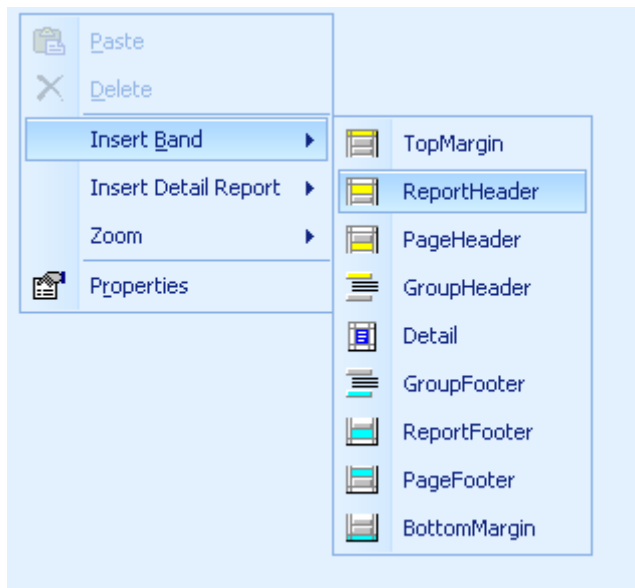 Paste
Delete
Insert Band
Insert Detail Report
Zoom
Properties
TopMargin
ReportHeader
PageHeader
GroupHeader
Detail
GroupFooter
ReportFooter
PageFooter
BottomMargin